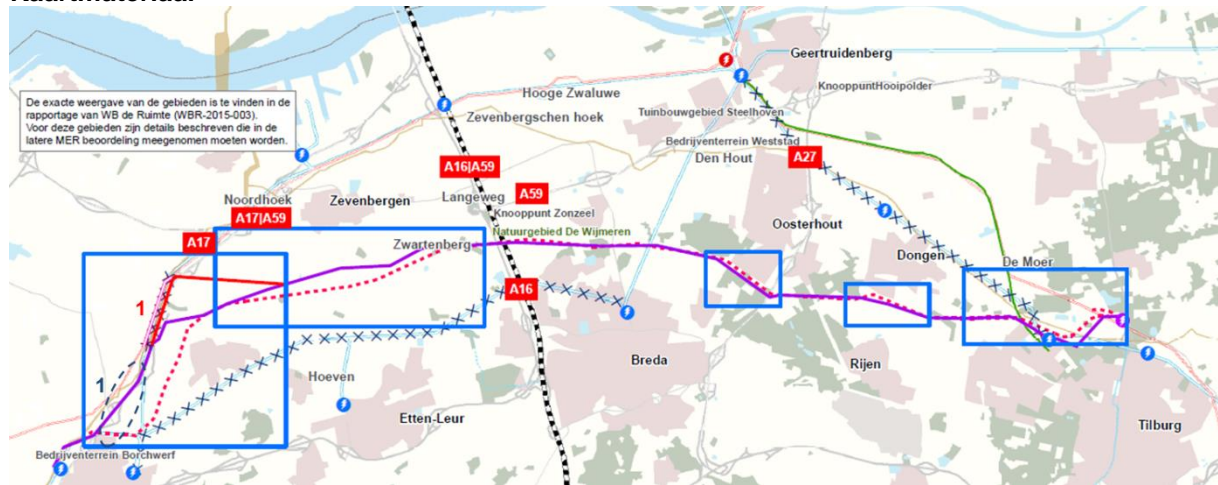 Kaartmateriaal
De exacte weergave van de gebieden is te vinden in de
rapportage van WB de Ruimte (WBR-2015-003).
Voor deze gebieden zijn details beschreven die in de
latere MER beoordeling meegenomen moeten worden.
Geertruidenberg
KnooppuntHooipolder
Hooge Zwaluwe
Zevenbergschen hoek
Tuinbouwgebied Steelhoven
Bedrijventerrein Weststad
Den Hout
A27
A16|A59
Noordhoek
Zevenbergen
Langeweg
A59
A17|A59
Knooppunt Zonzeel
Natuurgebied De Wijmeren
Oosterhout
A17
Zwartenberg
Dongen
De Moer
A16
1
1
Hoeven
Breda
Rijen
Etten-Leur
Tilburg
Bedrijventerrein Borchwerf